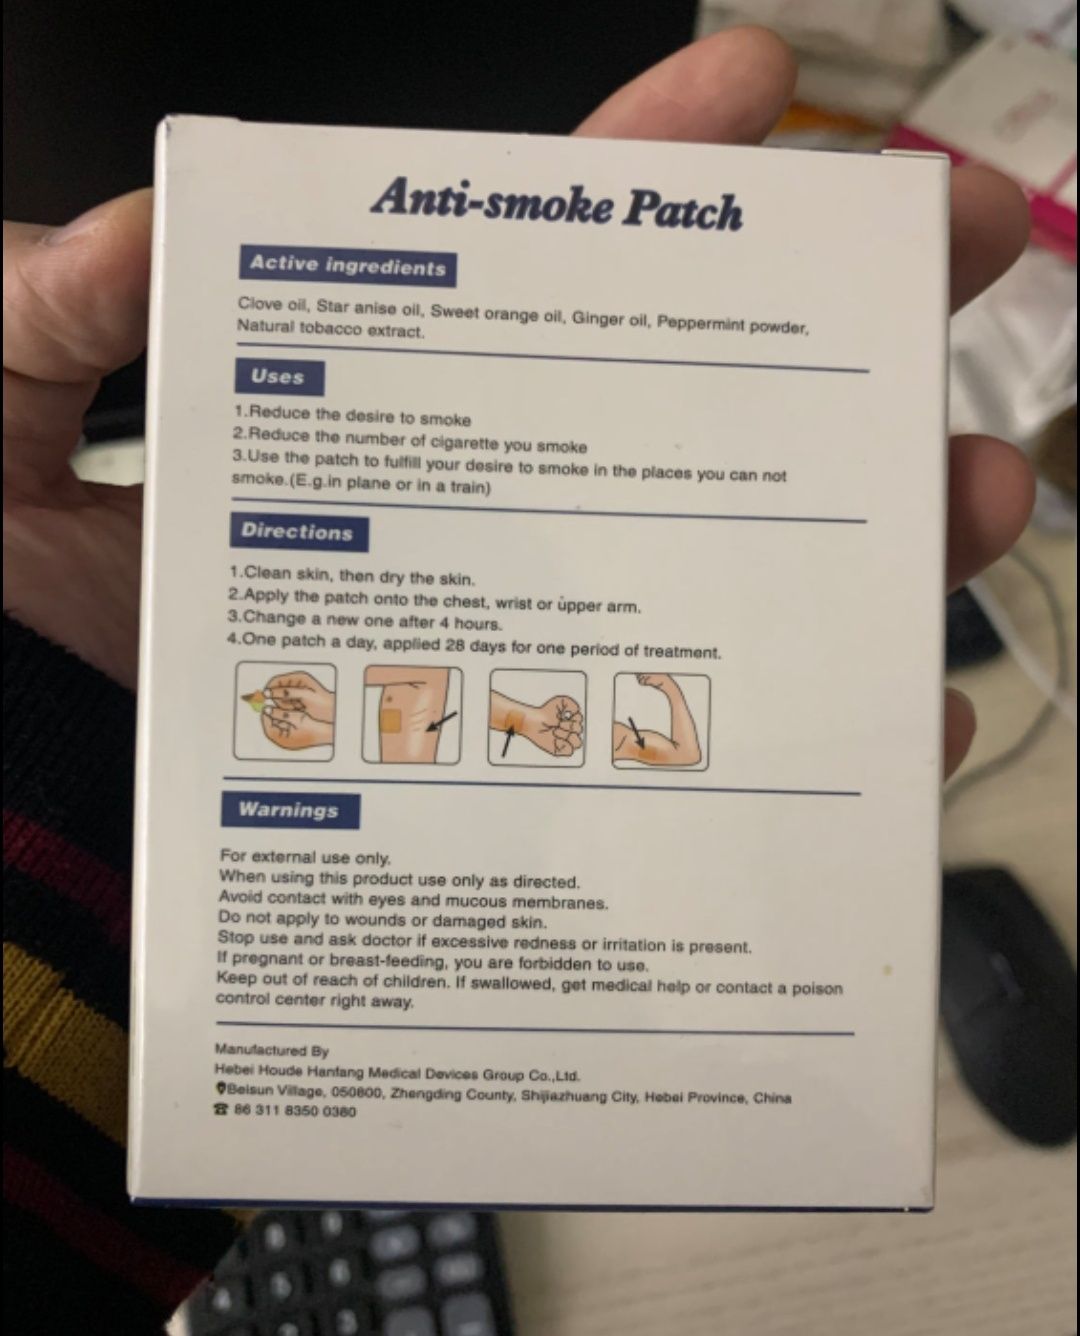 Anti-smoke Patch
Active ingredients
Clove oil, Star anise oil, Sweet orange oil, Ginger oil, Peppermint powder,
Natural tobacco extract.
Uses
1.Reduce the desire to smoke
2.Reduce the number of cigarette you smoke
3.Use the patch to fulfill your desire to smoke in the places you can not
smoke.(E.g.in plane or in a train)
Directions
1.Clean skin, then dry the skin.
2.Apply the patch onto the chest, wrist or upper arm.
3.Change a new one after 4 hours.
4.One patch a day, applied 28 days for one period of treatment.
Warnings
For external use only.
When using this product use only as directed.
Avoid contact with eyes and mucous membranes.
Do not apply to wounds or damaged skin.
Stop use and ask doctor if excessive redness or irritation is present.
If pregnant or breast-feeding, you are forbidden to use.
Keep out of reach of children. If swallowed, get medical help or contact a poison
control center right away.
Manufactured By
Hebei Houde Hanfang Medical Devices Group Co.,Ltd.
Beisun Village, 050800, Zhengding County, Shijiazhuang City, Hebei Province, China
86 311 8350 0380